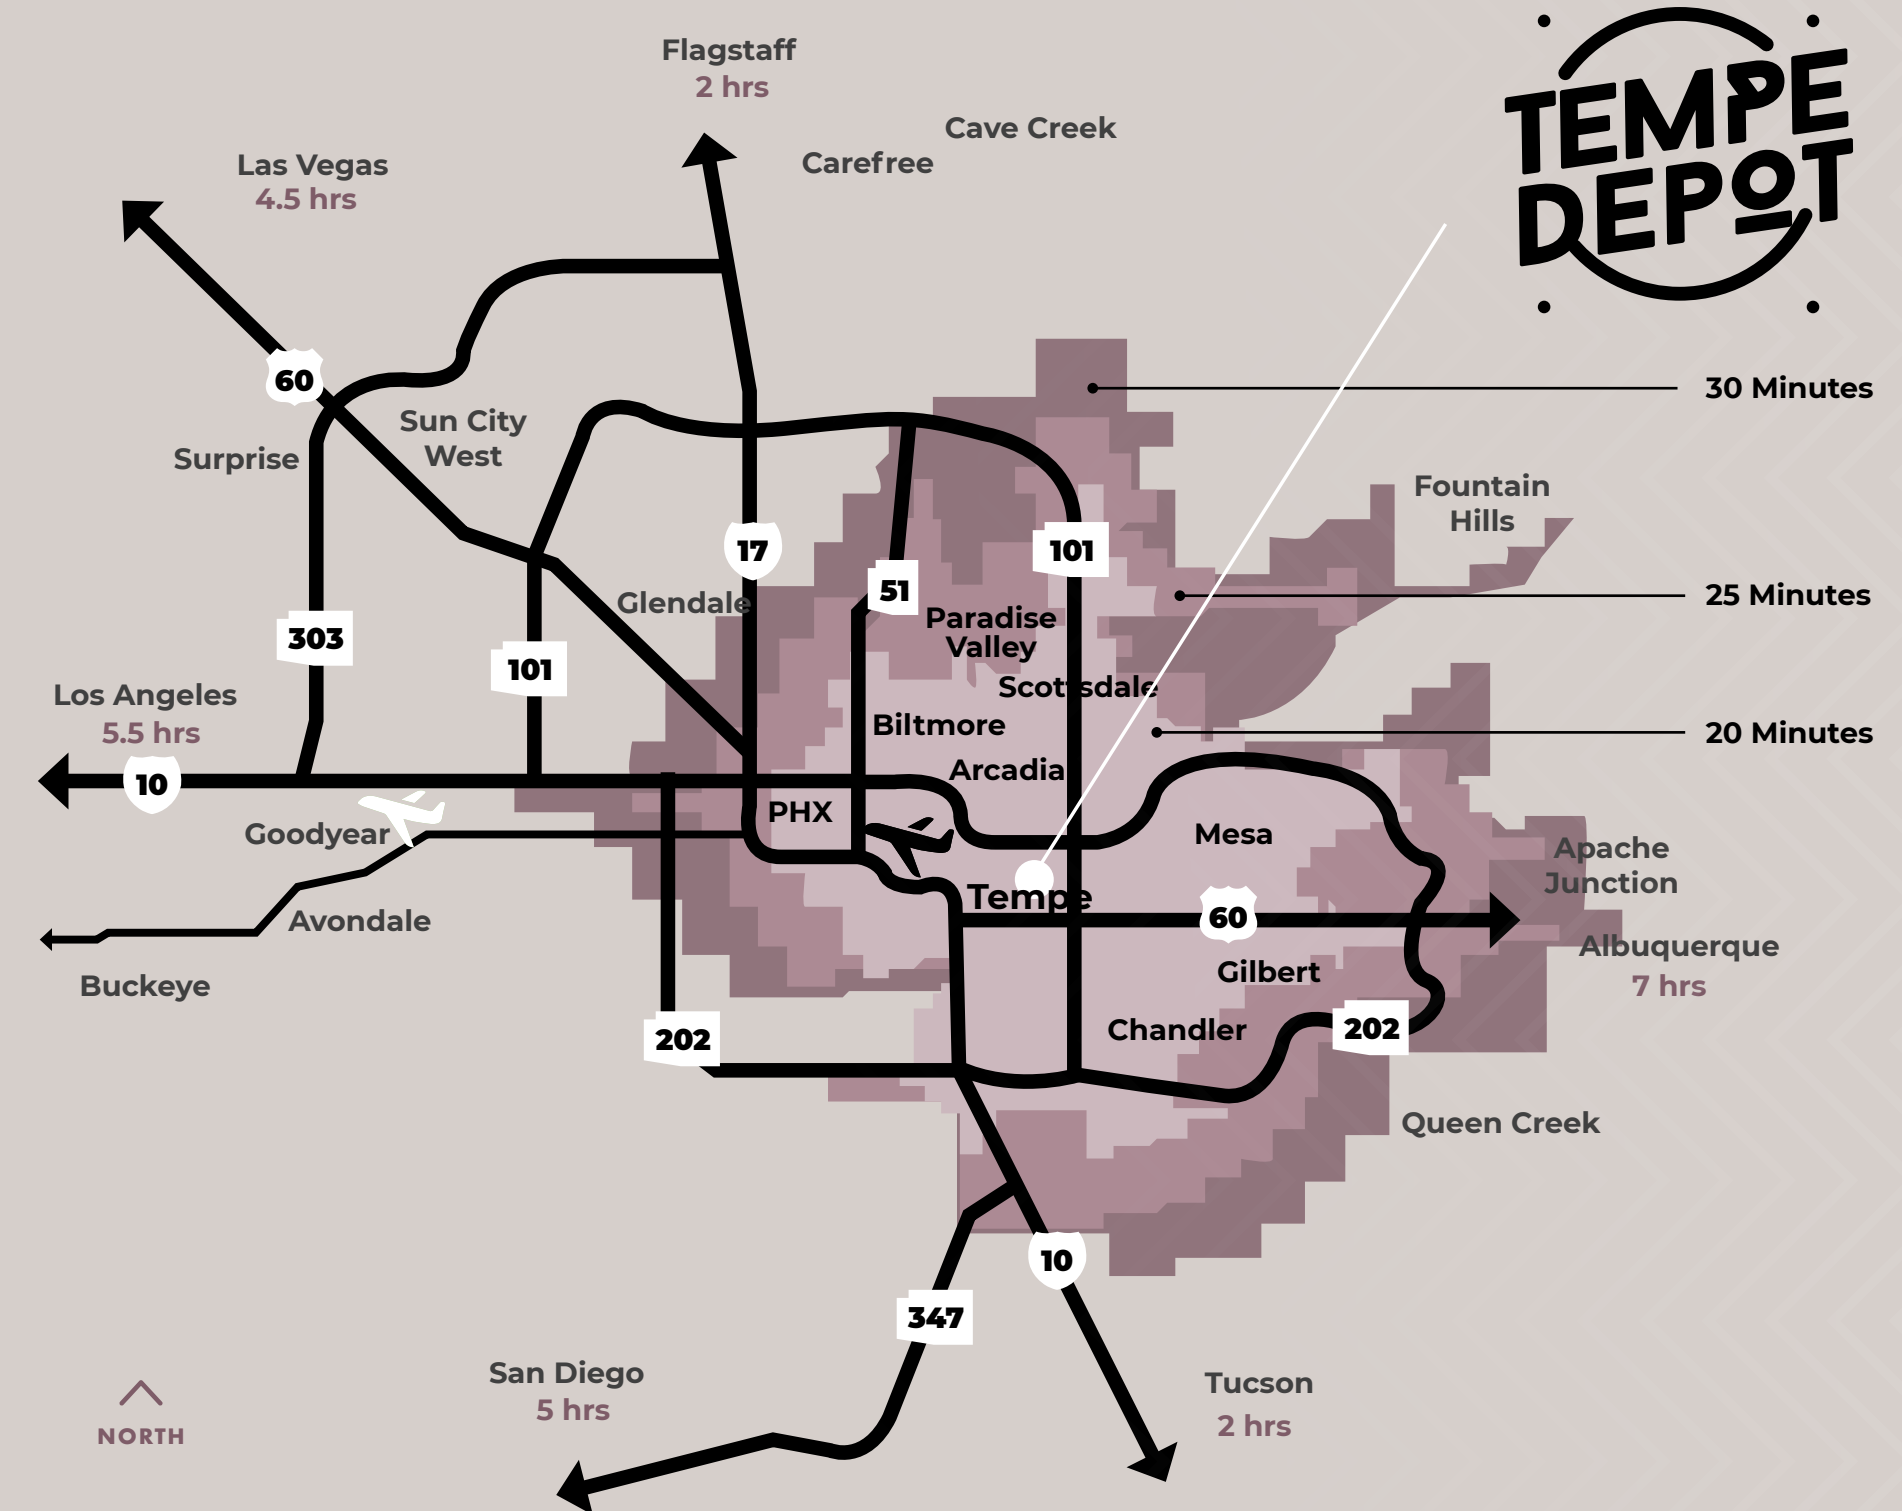 TEMPE
DEPOT
Flagstaff
2 hrs
Cave Creek
Carefree
Las Vegas
4.5 hrs
60
30 Minutes
Sun City
West
Surprise
Fountain
Hills
17
101
51
25 Minutes
Glendale
Paradise
Valley
303
101
Scottsdale
Los Angeles
5.5 hrs
Biltmore
20 Minutes
Arcadia
10
PHX
Goodyear
Mesa
Apache
Junction
Tempe
60
Avondale
Albuquerque
7 hrs
Gilbert
Buckeye
202
Chandler
202
Queen Creek
10
347
San Diego
5 hrs
Tucson
2 hrs
NORTH